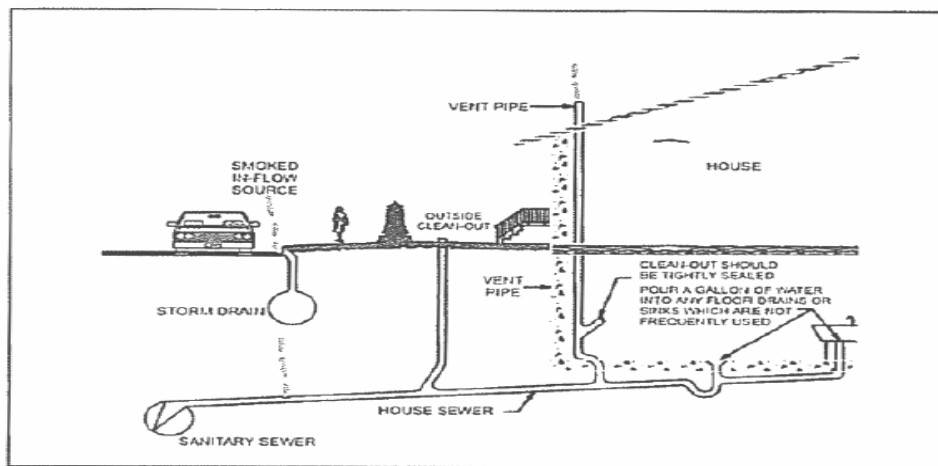 VENT PIPE
HOUSE
SMOKED
IN-FLOW
SOURCE
OUTSIDE
CLEAN-OUT
CLEAN-OUT SHOULD
BE TIGHTLY SEALED
VENT
PIPE
POUR A GALLON OF WATER
INTO ANY FLOOR DRAINS OR
SINKS WHICH ARE NOT
FREQUENTLY USED
STORM DRAIN
HOUSE SEWER
SANITARY SEWER